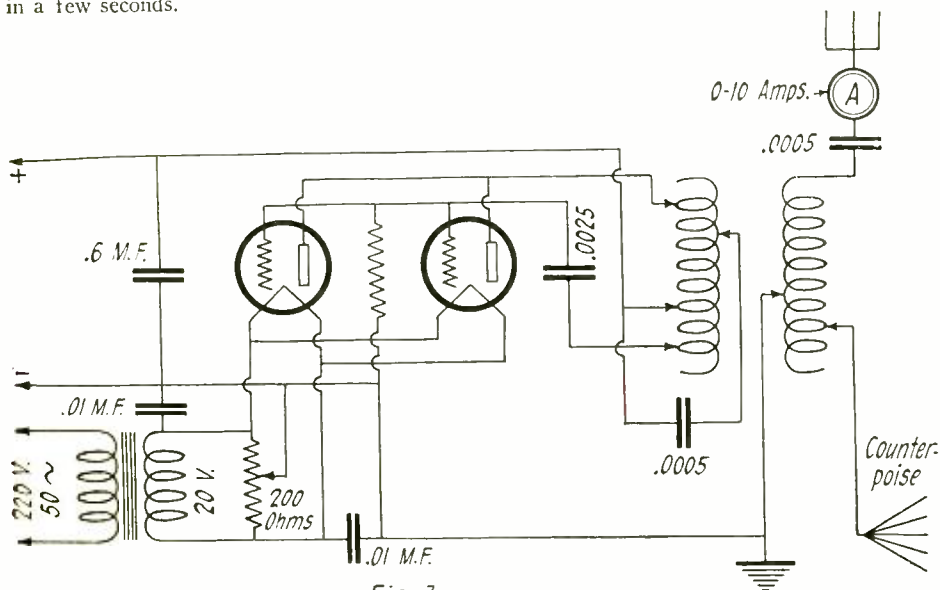 in a few seconds.
0-10 Amps.
A
.0005
+
.6 M.F.
.0025
-
.01 M.F.
220 V.
50 ~
20 V.
200
Ohms
.0005
Counter-
poise
.01 M.F.